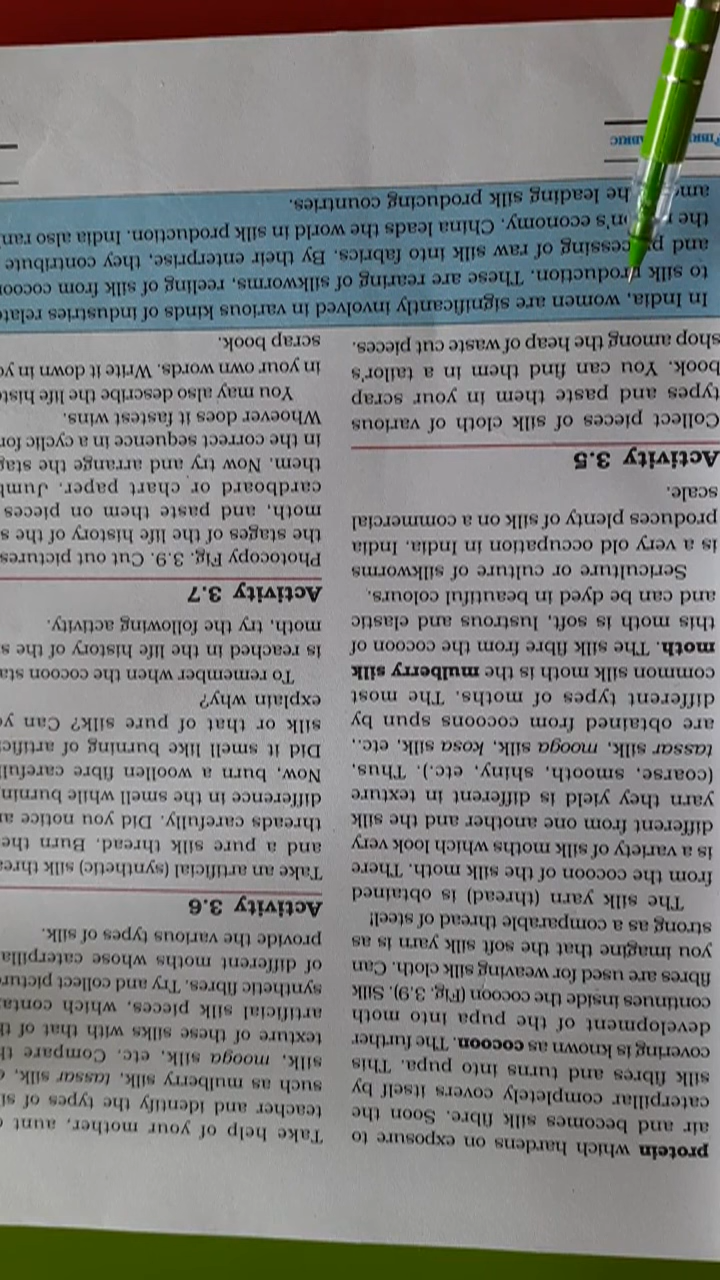 protein which hardens on exposure to
air and becomes silk fibre. Soon the
caterpillar completely covers itself by
silk fibres and turns into pupa. This
covering is known as cocoon. The further
development of the pupa into moth
continues inside the cocoon (Fig. 3.9). Silk
fibres are used for weaving silk cloth. Can
you imagine that the soft silk yarn is as
strong as a comparable thread of steel!
The silk yarn (thread) is obtained
from the cocoon of the silk moth. There
is a variety of silk moths which look very
different from one another and the silk
yarn they yield is different in texture
(coarse, smooth, shiny, etc.). Thus,
tassar silk, mooga silk, kosa silk, etc.,
are obtained from cocoons spun by
different types of moths. The most
common silk moth is the mulberry silk
moth. The silk fibre from the cocoon of
this moth is soft, lustrous and elastic
and can be dyed in beautiful colours.
Sericulture or culture of silkworms
is a very old occupation in India. India
produces plenty of silk on a commercial
scale.
Activity 3.5
Collect pieces of silk cloth of various
types and paste them in your scrap
book. You can find them in a tailor's
shop among the heap of waste cut pieces.
Take help of your mother, aunt
teacher and identify the types of
such as mulberry silk, tassar silk,
silk, mooga silk, etc. Compare
texture of these silks with that of
artificial silk pieces, which
synthetic fibres. Try and collect
of different moths whose
provide the various types of silk.
Activity 3.6
Take an artificial (synthetic) silk
and a pure silk thread. Burn the
threads carefully. Did you notice
difference in the smell while
Now, burn a woollen fibre
Did it smell like burning of
silk or that of pure silk? Can
explain why?
To remember when the cocoon
is reached in the life history of the
moth, try the following activity.
Activity 3.7
Photocopy Fig. 3.9. Cut out pictures
the stages of the life history of the
moth, and paste them on pieces
cardboard or chart paper.
them. Now try and arrange the
in the correct sequence in a cyclic
Whoever does it fastest wins.
You may also describe the life
in your own words. Write it down in
scrap book.
In India, women are significantly involved in various kinds of industries
to silk production. These are rearing of silkworms, reeling of silk from
and processing of raw silk into fabrics. By their enterprise, they contribute
the economy. China leads the world in silk production. India also
the leading silk producing countries.